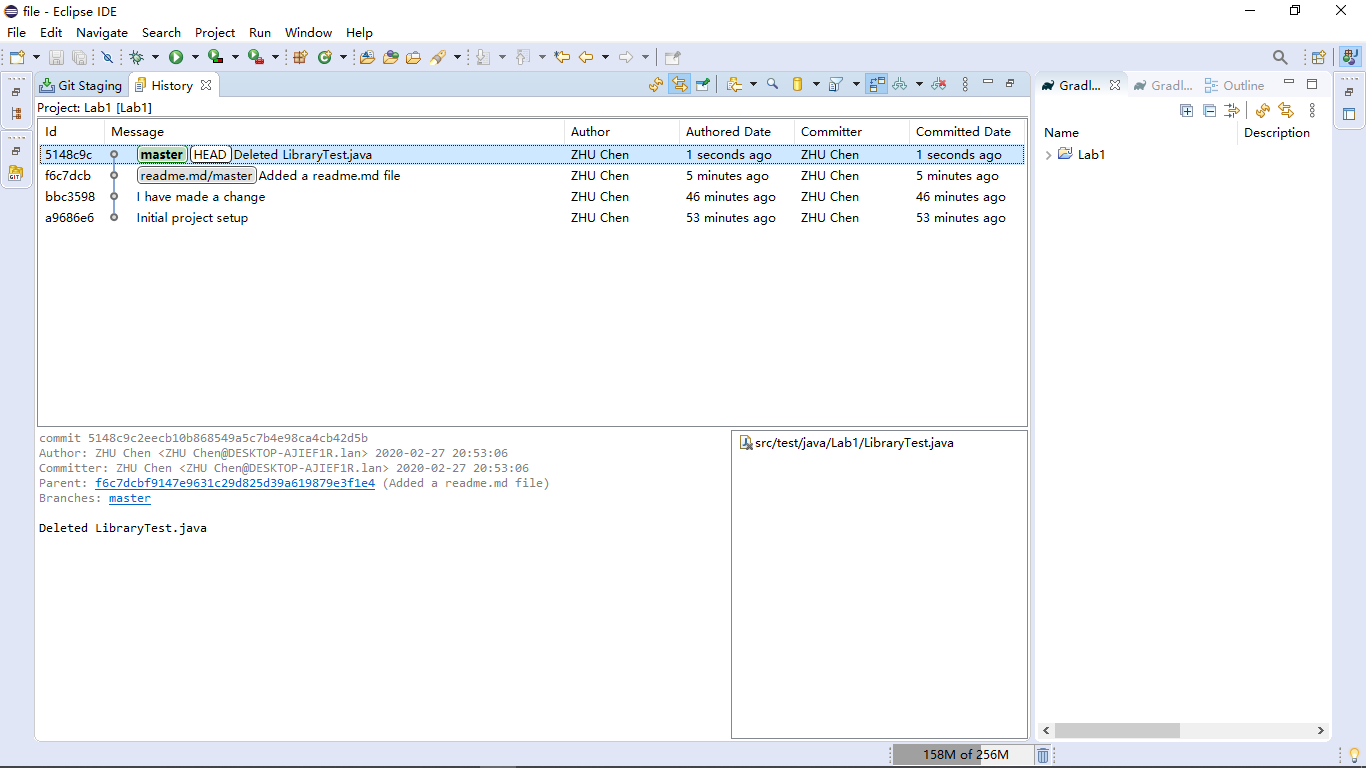 file - Eclipse IDE
File Edit Navigate Search Project Run Window Help
Git Staging History
Project: Lab1 [Lab1]
Id Message Author Authored Date Committer Committed Date
5148c9c master HEAD Deleted LibraryTest.java ZHU Chen 1 seconds ago ZHU Chen 1 seconds ago
f6c7dcb readme.md/master Added a readme.md file ZHU Chen 5 minutes ago ZHU Chen 5 minutes ago
bbc3598 I have made a change ZHU Chen 46 minutes ago ZHU Chen 46 minutes ago
a9686e6 Initial project setup ZHU Chen 53 minutes ago ZHU Chen 53 minutes ago
commit 5148c9c2eecb10b868549a5c7b4e98ca4cb42d5b
Author: ZHU Chen <ZHU Chen@DESKTOP-AJIEF1R.lan> 2020-02-27 20:53:06
Committer: ZHU Chen <ZHU Chen@DESKTOP-AJIEF1R.lan> 2020-02-27 20:53:06
Parent: f6c7dcbf9147e9631c29d825d39a619879e3f1e4 (Added a readme.md file)
Branches: master
Deleted LibraryTest.java
src/test/java/Lab1/LibraryTest.java
Gradl... Gradl... Outline
Name Description
Lab1
158M of 256M
GIT